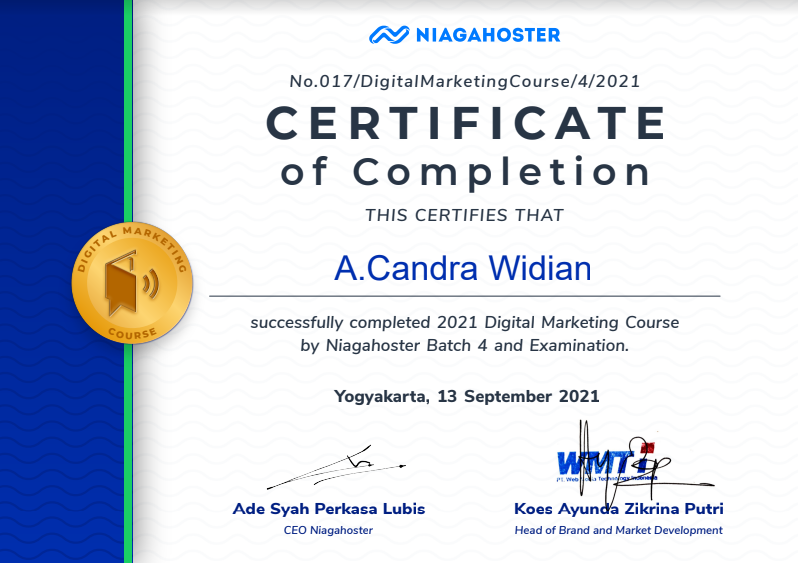 NIAGAHOSTER
No.017/DigitalMarketingCourse/4/2021
CERTIFICATE
of Completion
THIS CERTIFIES THAT
A.Candra Widian
DIGITAL MARKETING
COURSE
successfully completed 2021 Digital Marketing Course
by Niagahoster Batch 4 and Examination.
Yogyakarta, 13 September 2021
WMTi
PT. Web Media Technology Indonesia
Ade Syah Perkasa Lubis
Koes Ayunda Zikrina Putri
CEO Niagahoster
Head of Brand and Market Development